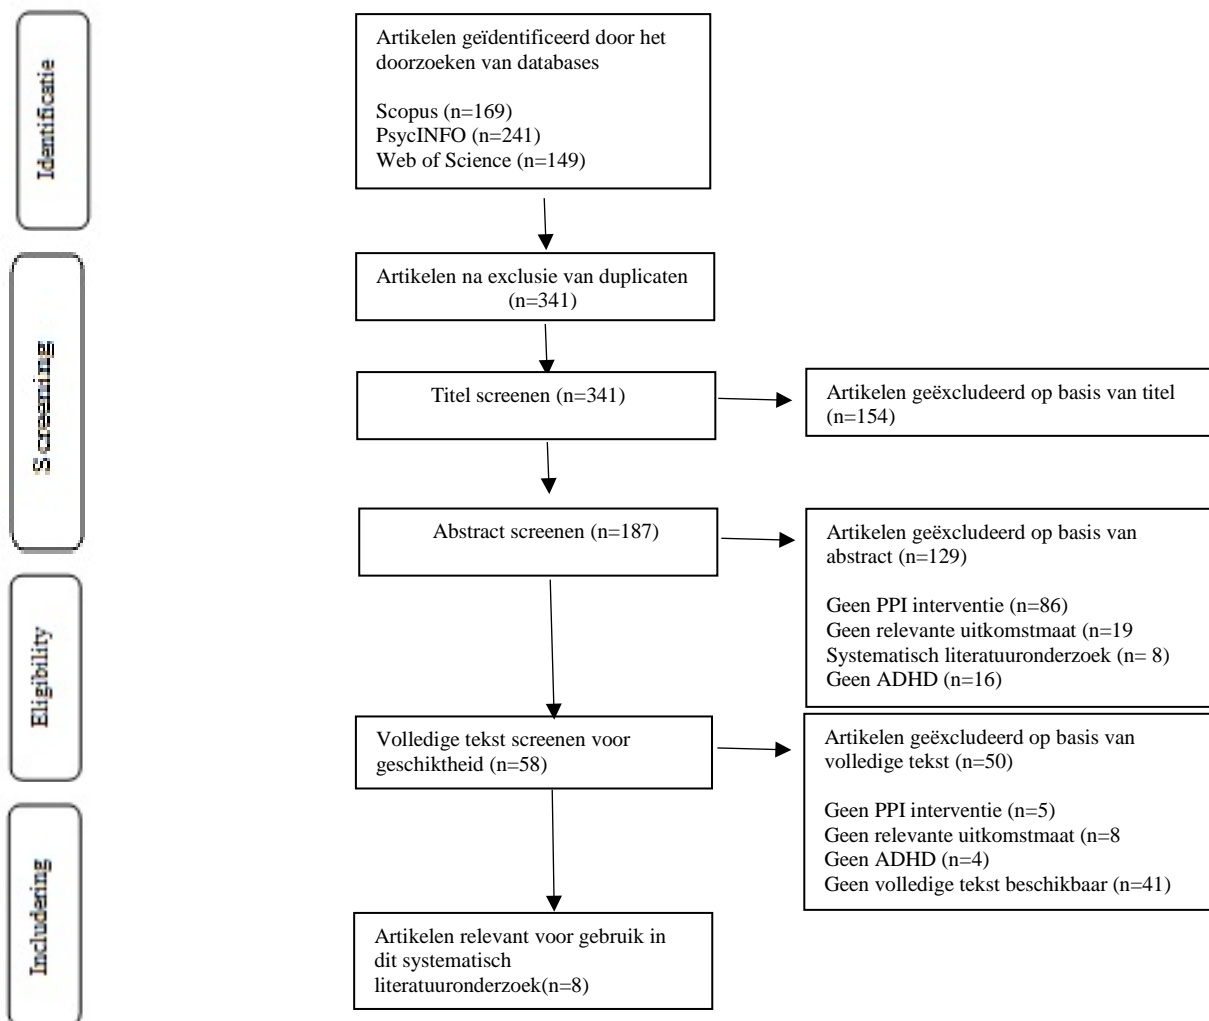 Identificatie
Artikelen geïdentificeerd door het
doorzoeken van databases
Scopus (n=169)
PsycINFO (n=241)
Web of Science (n=149)
Screening
Artikelen na exclusie van duplicaten
(n=341)
Titel screenen (n=341)
Artikelen geëxcludeerd op basis van titel
(n=154)
Abstract screenen (n=187)
Artikelen geëxcludeerd op basis van
abstract (n=129)
Geen PPI interventie (n=86)
Geen relevante uitkomstmaat (n=19
Systematisch literatuuronderzoek (n= 8)
Geen ADHD (n=16)
Eligibility
Volledige tekst screenen voor
geschiktheid (n=58)
Artikelen geëxcludeerd op basis van
volledige tekst (n=50)
Geen PPI interventie (n=5)
Geen relevante uitkomstmaat (n=8
Geen ADHD (n=4)
Geen volledige tekst beschikbaar (n=41)
Includering
Artikelen relevant voor gebruik in
dit systematisch
literatuuronderzoek(n=8)